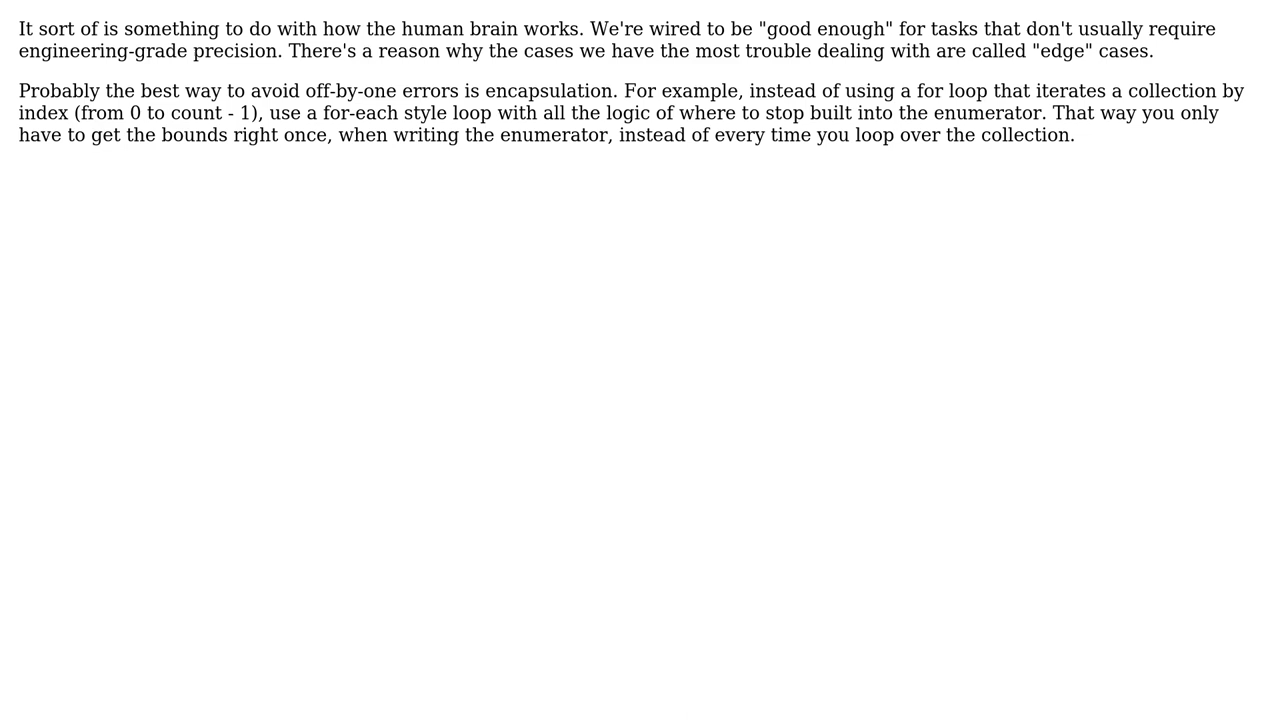 It sort of is something to do with how the human brain works. We're wired to be "good enough" for tasks that don't usually require
engineering-grade precision. There's a reason why the cases we have the most trouble dealing with are called "edge" cases.
Probably the best way to avoid off-by-one errors is encapsulation. For example, instead of using a for loop that iterates a collection by
index (from 0 to count - 1), use a for-each style loop with all the logic of where to stop built into the enumerator. That way you only
have to get the bounds right once, when writing the enumerator, instead of every time you loop over the collection.